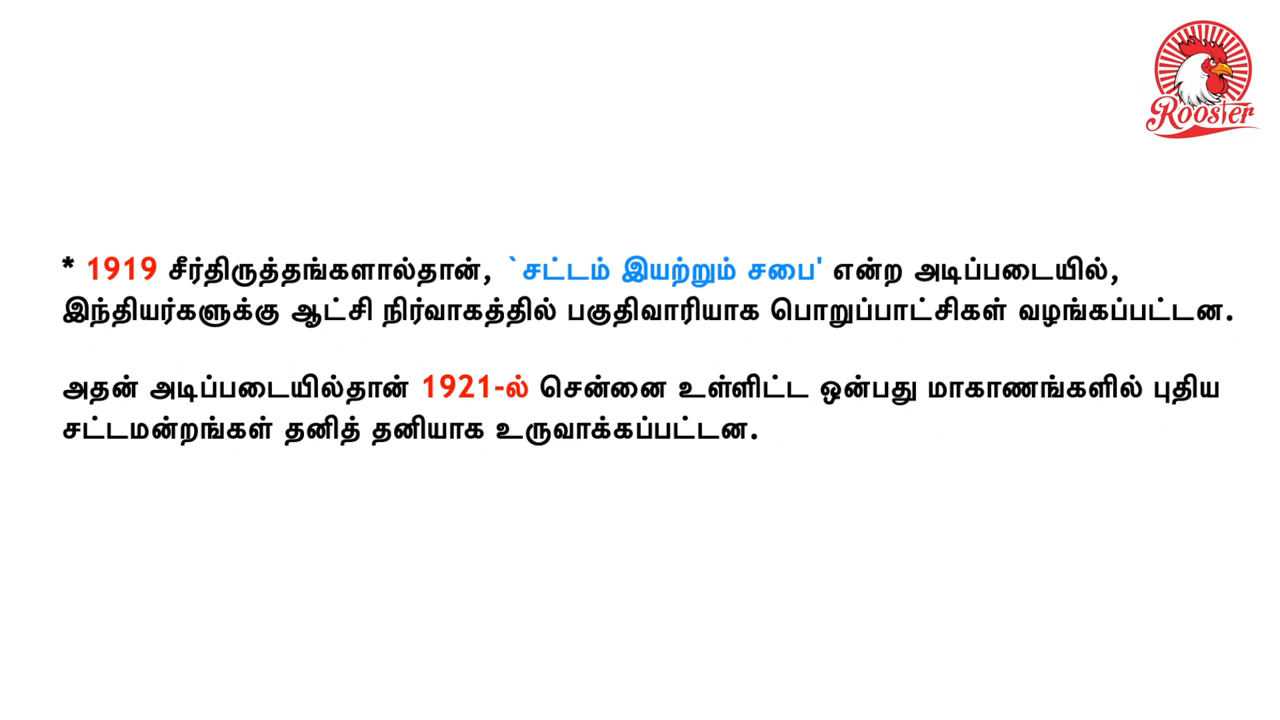 Rooster
* 1919 சீர்திருத்தங்களால்தான், `சட்டம் இயற்றும் சபை' என்ற அடிப்படையில்,
இந்தியர்களுக்கு ஆட்சி நிர்வாகத்தில் பகுதிவாரியாக பொறுப்பாட்சிகள் வழங்கப்பட்டன.
அதன் அடிப்படையில்தான் 1921-ல் சென்னை உள்ளிட்ட ஒன்பது மாகாணங்களில் புதிய
சட்டமன்றங்கள் தனித் தனியாக உருவாக்கப்பட்டன.